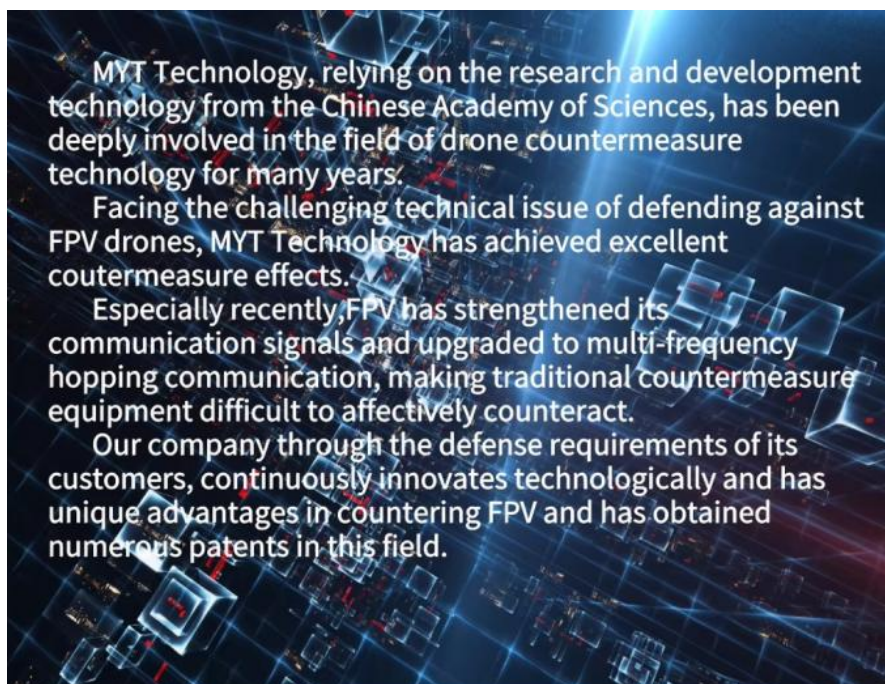 MYT Technology, relying on the research and development
technology from the Chinese Academy of Sciences, has been
deeply involved in the field of drone countermeasure
technology for many years.
Facing the challenging technical issue of defending against
FPV drones, MYT Technology has achieved excellent
coutermeasure effects.
Especially recently,FPV has strengthened its
communication signals and upgraded to multi-frequency
hopping communication, making traditional countermeasure
equipment difficult to affectively counteract.
Our company through the defense requirements of its
customers, continuously innovates technologically and has
unique advantages in countering FPV and has obtained
numerous patents in this field.